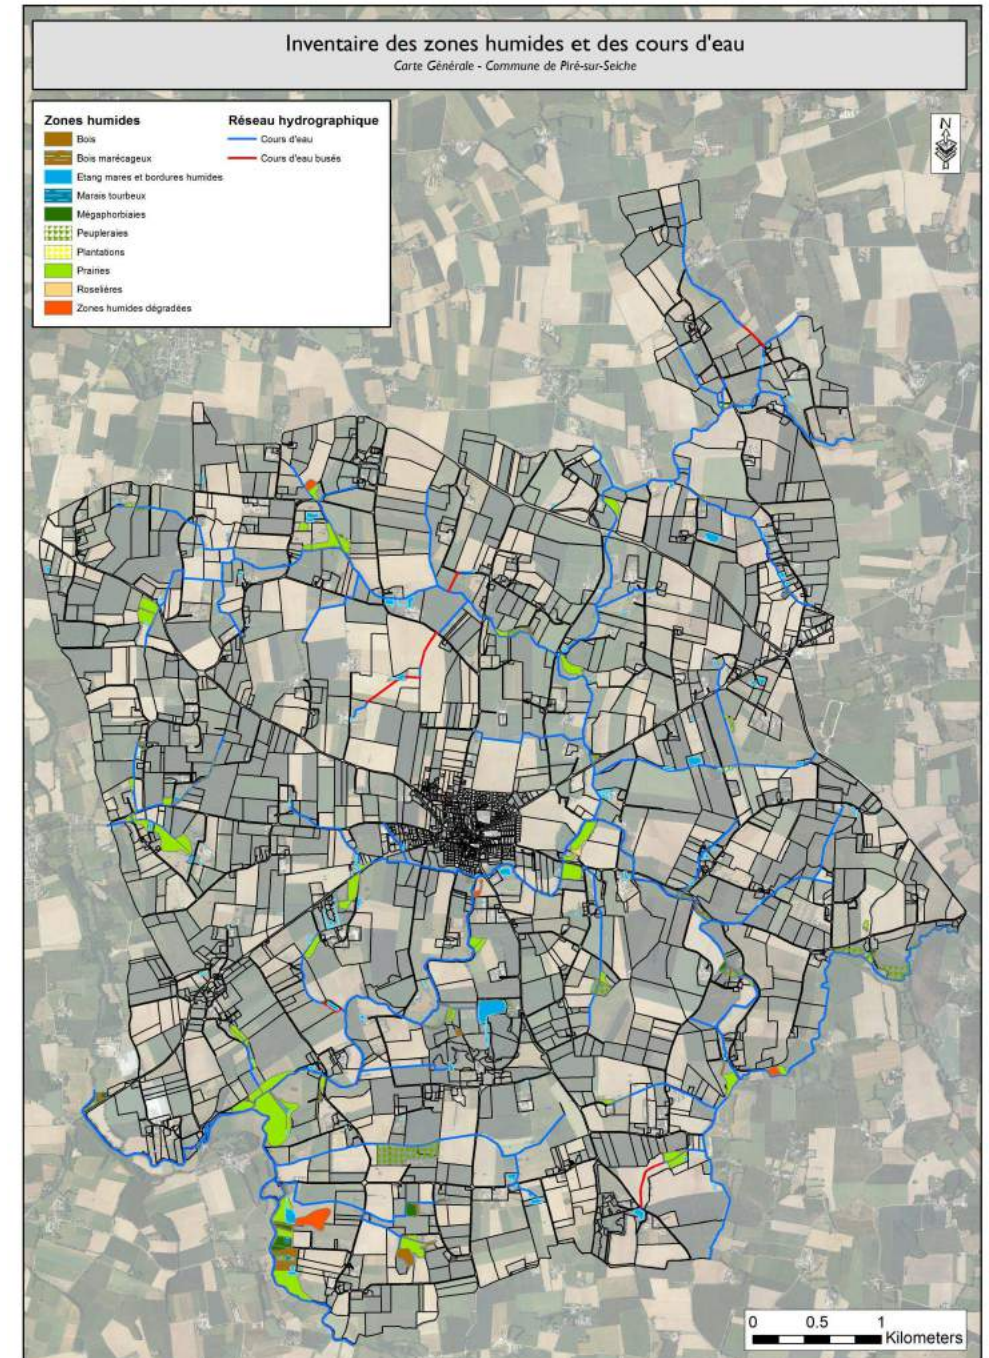 Inventaire des zones humides et des cours d'eau
Carte Générale - Commune de Piré-sur-Seiche
Zones humides
Bois
Bois marécageux
Etang mares et bordures humides
Marais tourbeux
Mégaphorbiaies
Peupleraies
Plantations
Prairies
Roselières
Zones humides dégradées
Réseau hydrographique
Cours d'eau
Cours d'eau busés
N
0 0.5 1
Kilometers